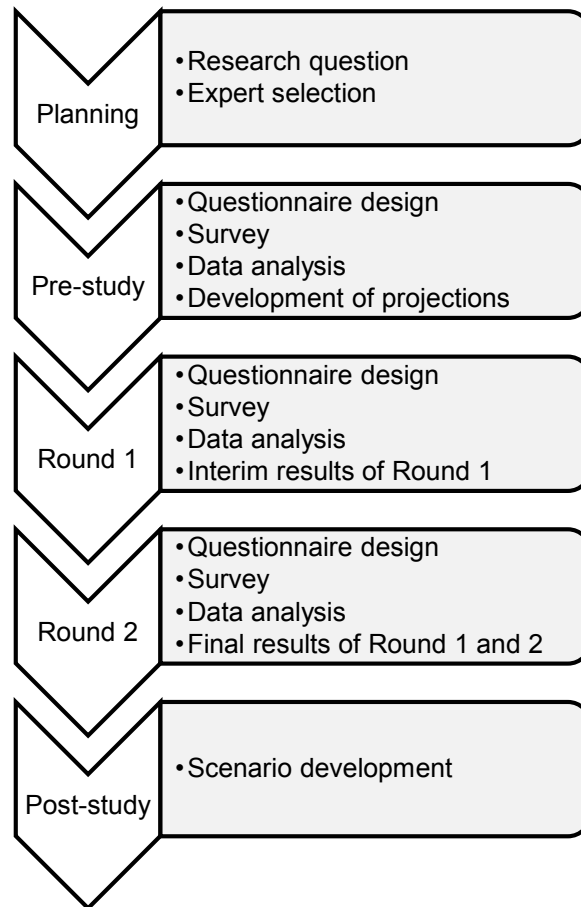 Planning
•Research question
•Expert selection
Pre-study
•Questionnaire design
•Survey
•Data analysis
•Development of projections
Round 1
•Questionnaire design
•Survey
•Data analysis
•Interim results of Round 1
Round 2
•Questionnaire design
•Survey
•Data analysis
•Final results of Round 1 and 2
Post-study
•Scenario development